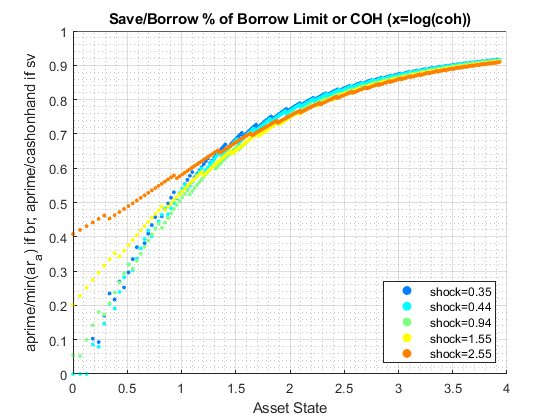 Save/Borrow % of Borrow Limit or COH (x=log(coh))
aprime/min(ar_a) if br; aprime/cashonhand if sv
1
0.9
0.8
0.7
0.6
0.5
0.4
0.3
0.2
0.1
0
0 0.5 1 1.5 2 2.5 3 3.5 4
Asset State
shock=0.35
shock=0.44
shock=0.94
shock=1.55
shock=2.55